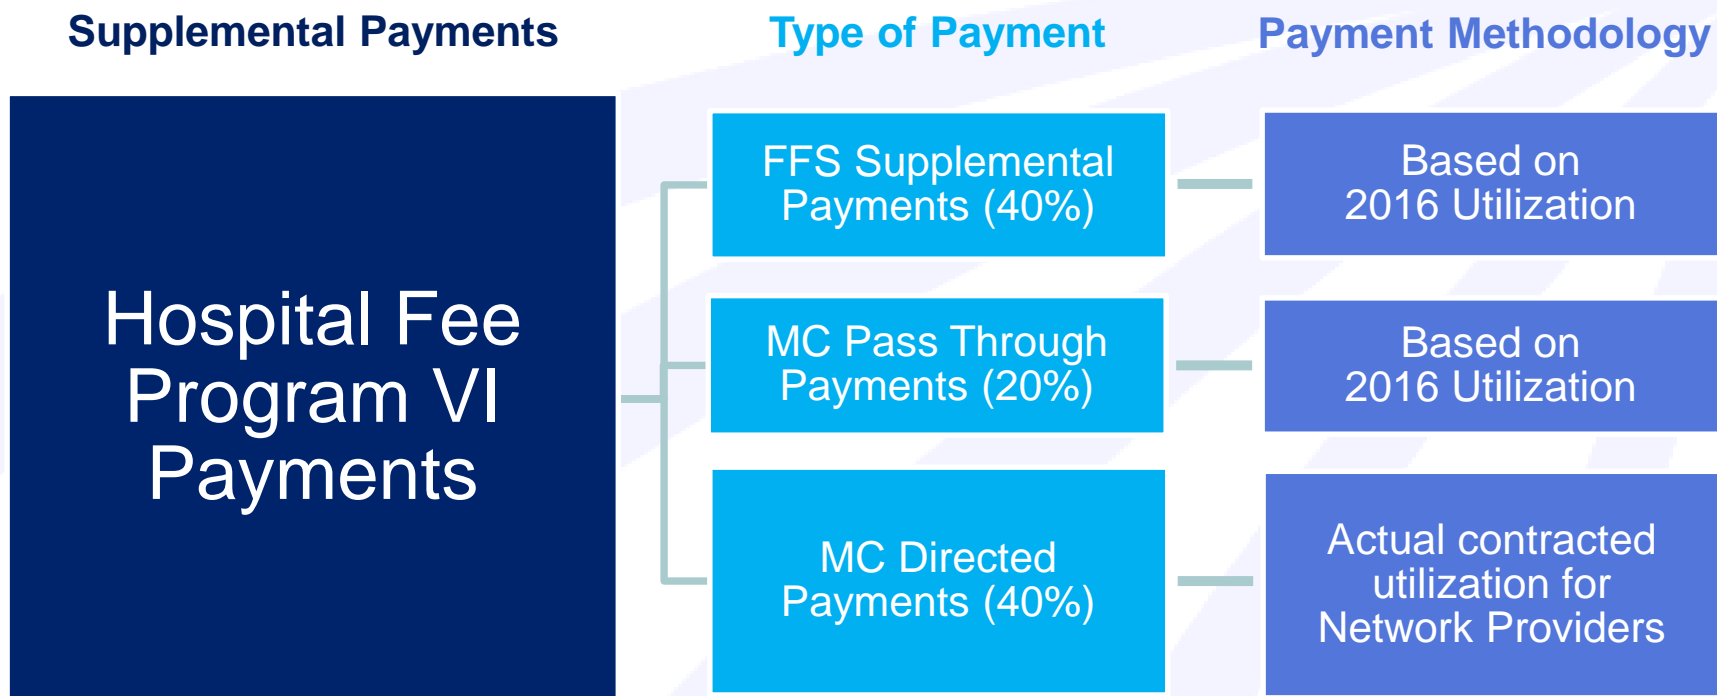 Supplemental Payments
Type of Payment
Payment Methodology
Hospital Fee
Program VI
Payments
FFS Supplemental
Payments (40%)
Based on
2016 Utilization
MC Pass Through
Payments (20%)
Based on
2016 Utilization
MC Directed
Payments (40%)
Actual contracted
utilization for
Network Providers